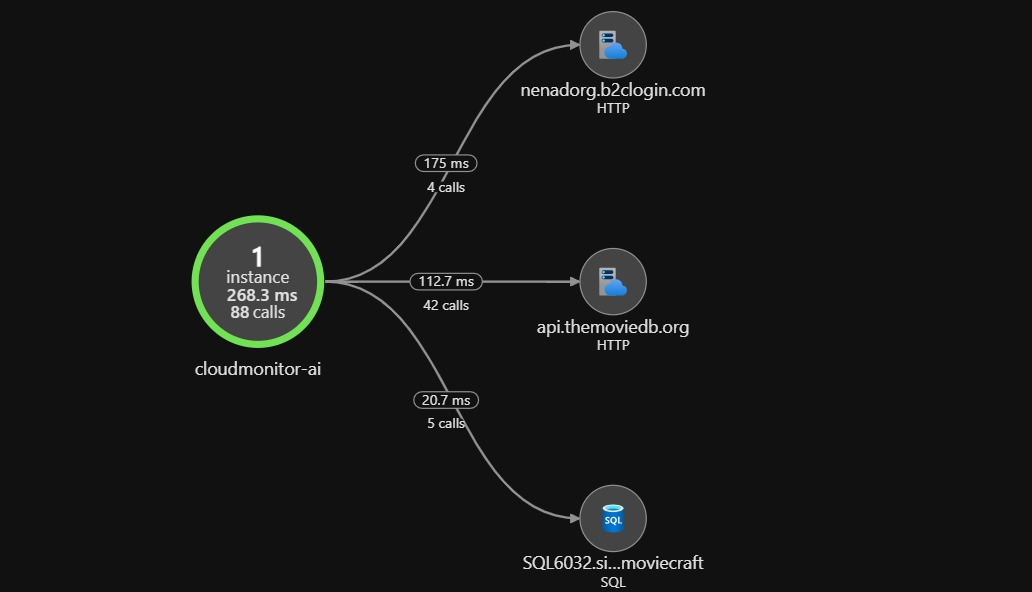 nenadorg.b2clogin.com
HTTP
175 ms
4 calls
1
instance
268.3 ms
88 calls
cloudmonitor-ai
112.7 ms
42 calls
api.themoviedb.org
HTTP
20.7 ms
5 calls
SQL
SQL6032.si...moviecraft
SQL